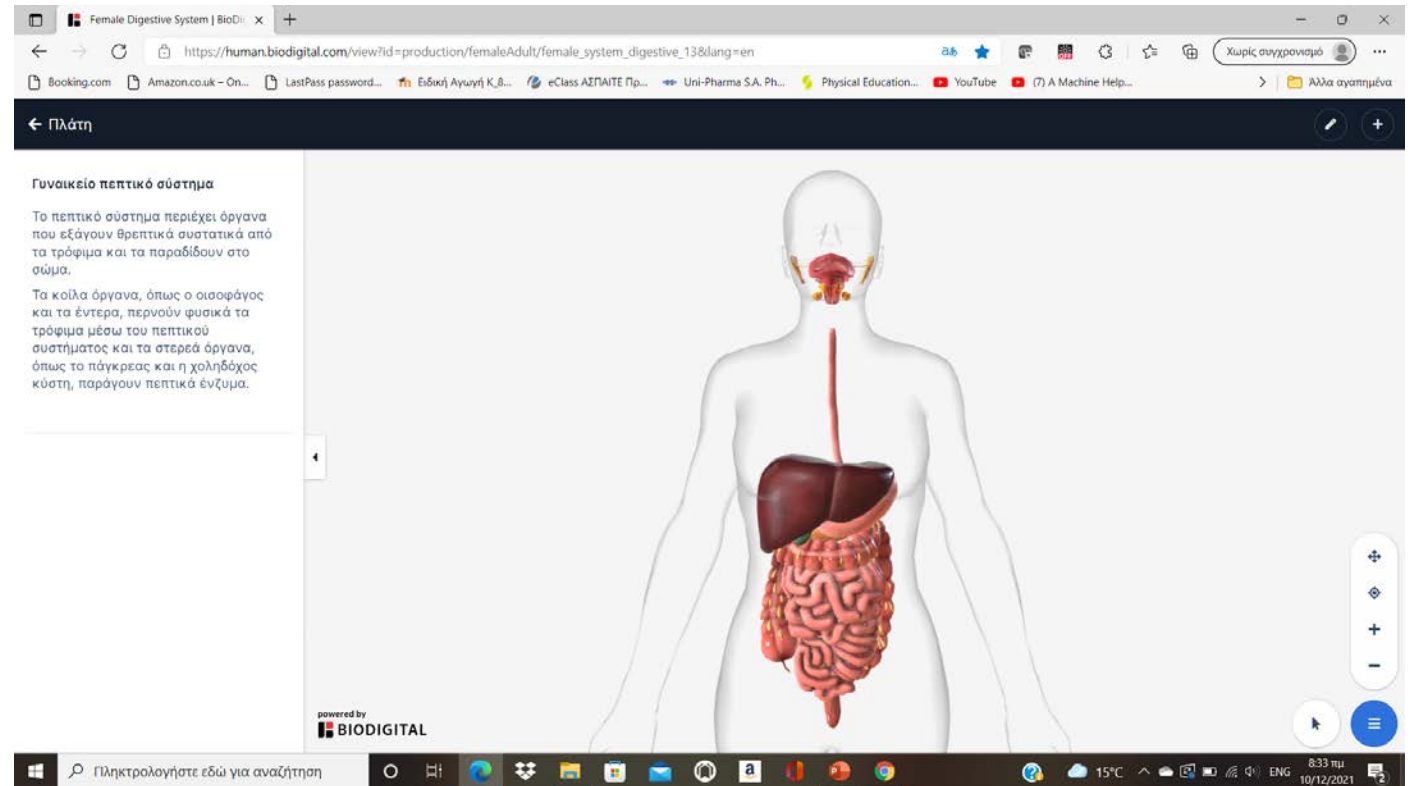 Female Digestive System | BioDi
https://human.biodigital.com/view?id=production/femaleAdult/female_system_digestive_13&lang=en
Χωρίς συγχρονισμό
Booking.com
Amazon.co.uk – On...
LastPass password...
Ειδική Αγωγή Κ_8...
eClass ΑΣΠΑΙΤΕ Πρ...
Uni-Pharma S.A. Ph...
Physical Education...
YouTube
(7) A Machine Help...
Άλλα αγαπημένα
Πλάτη
Γυναικείο πεπτικό σύστημα
Το πεπτικό σύστημα περιέχει όργανα
που εξάγουν θρεπτικά συστατικά από
τα τρόφιμα και τα παραδίδουν στο
σώμα.
Τα κοίλα όργανα, όπως ο οισοφάγος
και τα έντερα, περνούν φυσικά τα
τρόφιμα μέσω του πεπτικού
συστήματος και τα στερεά όργανα,
όπως το πάγκρεας και η χοληδόχος
κύστη, παράγουν πεπτικά ένζυμα.
powered by
BIODIGITAL
Πληκτρολογήστε εδώ για αναζήτηση
15°C
ENG
8:33 πμ
10/12/2021